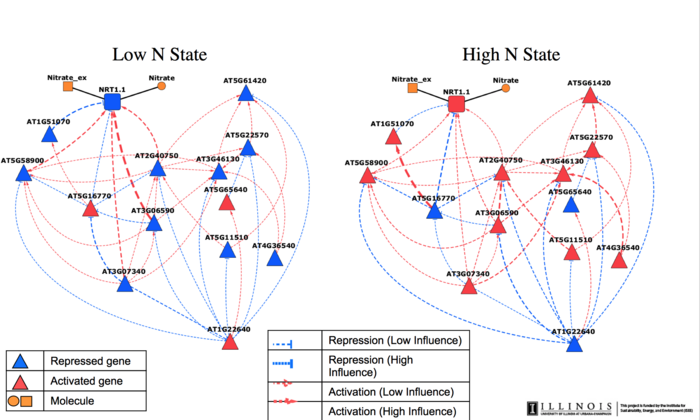 Low N State
High N State
Nitrate_ex
Nitrate
NRT1.1
AT5G61420
AT1G51070
AT5G22570
AT2G40750
AT3G46130
AT5G58900
AT5G16770
AT5G65640
AT3G06590
AT5G11510
AT4G36540
AT3G07340
AT1G22640
Nitrate_ex
Nitrate
NRT1.1
AT5G61420
AT1G51070
AT5G22570
AT2G40750
AT3G46130
AT5G58900
AT5G16770
AT5G65640
AT3G06590
AT5G11510
AT4G36540
AT3G07340
AT1G22640
Repressed gene
Activated gene
Molecule
Repression (Low Influence)
Repression (High
Influence)
Activation (Low Influence)
Activation (High Influence)
ILLINOIS
UNIVERSITY OF ILLINOIS AT URBANA-CHAMPAIGN
This project is funded by the Institute for
Sustainability, Energy, and Environment (iSEE)